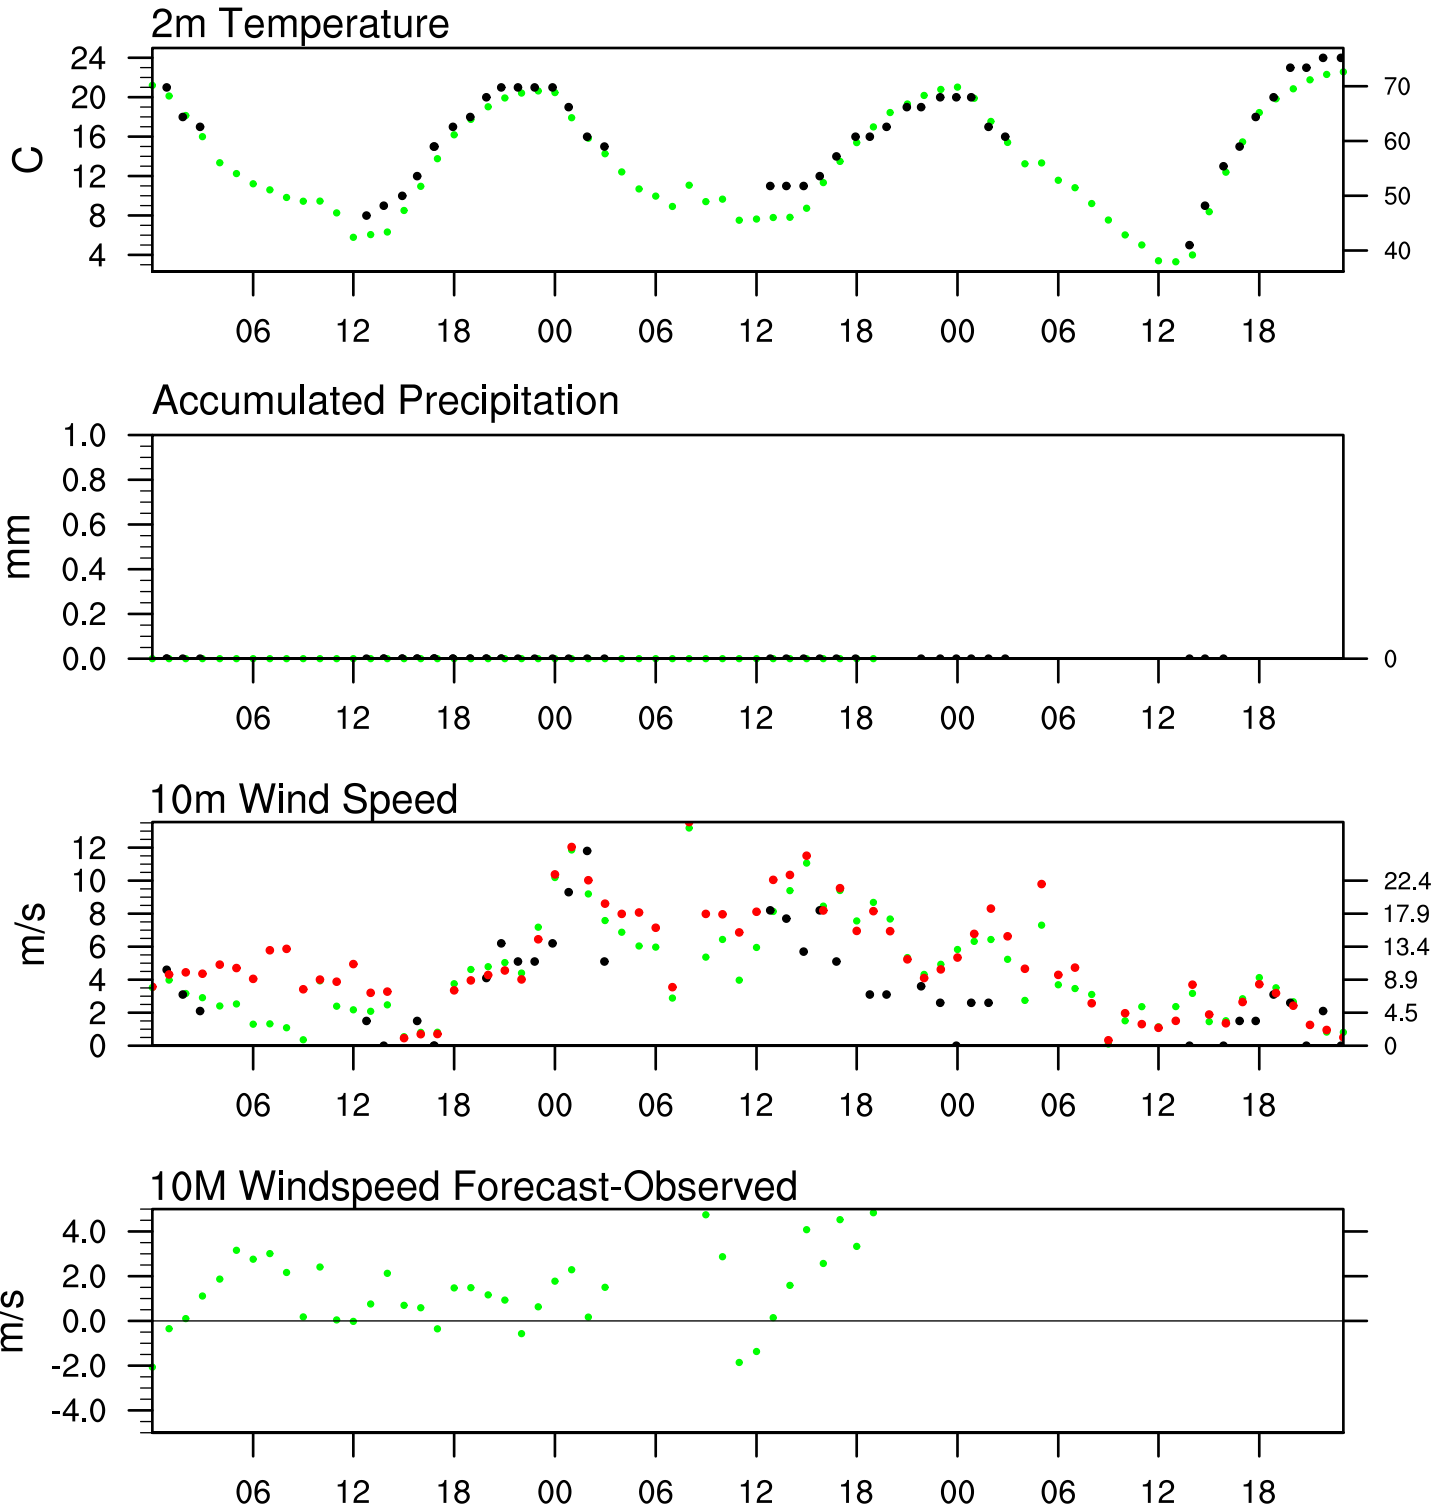 2m Temperature
24
20
16
12
8
4
C
70
60
50
40
06 12 18 00 06 12 18 00 06 12 18
Accumulated Precipitation
1.0
0.8
0.6
0.4
0.2
0.0
mm
0
06 12 18 00 06 12 18 00 06 12 18
10m Wind Speed
12
10
8
6
4
2
0
m/s
22.4
17.9
13.4
8.9
4.5
0
06 12 18 00 06 12 18 00 06 12 18
10M Windspeed Forecast-Observed
4.0
2.0
0.0
-2.0
-4.0
m/s
06 12 18 00 06 12 18 00 06 12 18